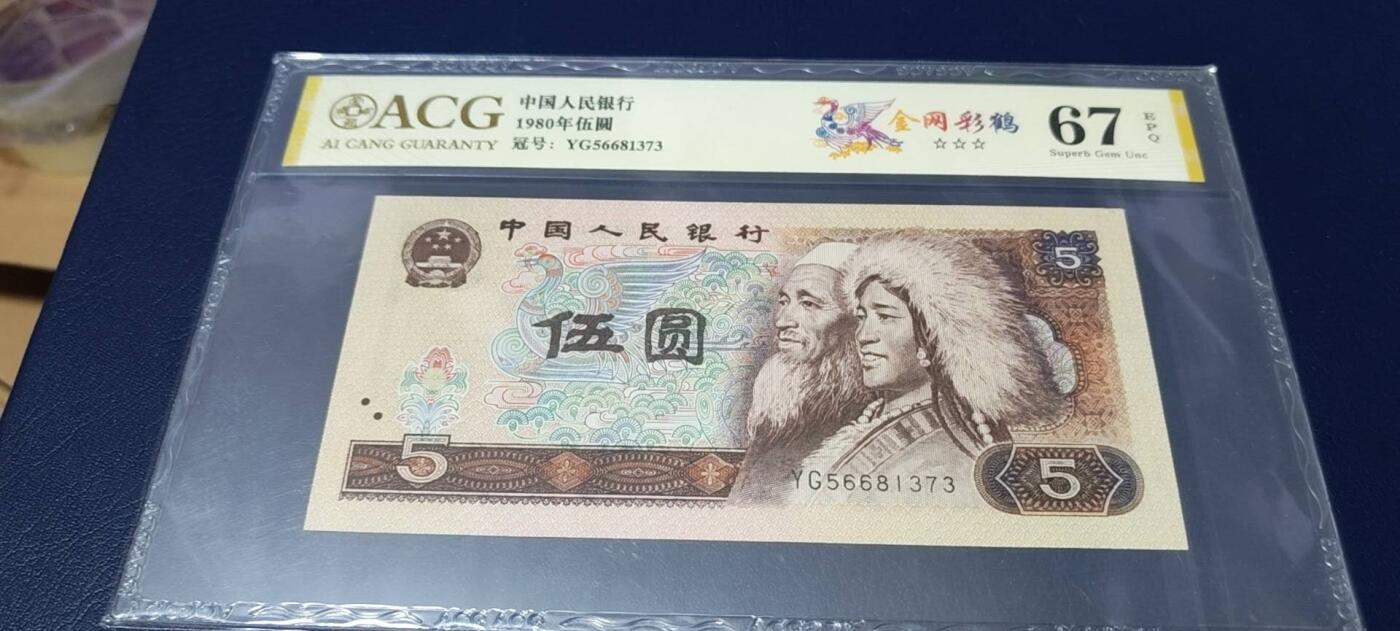 ACG
AI CANG GUARANTY
中国人民银行
1980年伍圆
冠号: YG56681373
金网彩鹤
☆☆☆
67
EPQ
Superb Gem Unc
中国人民银行
5
伍圆
5
YG56681373
5